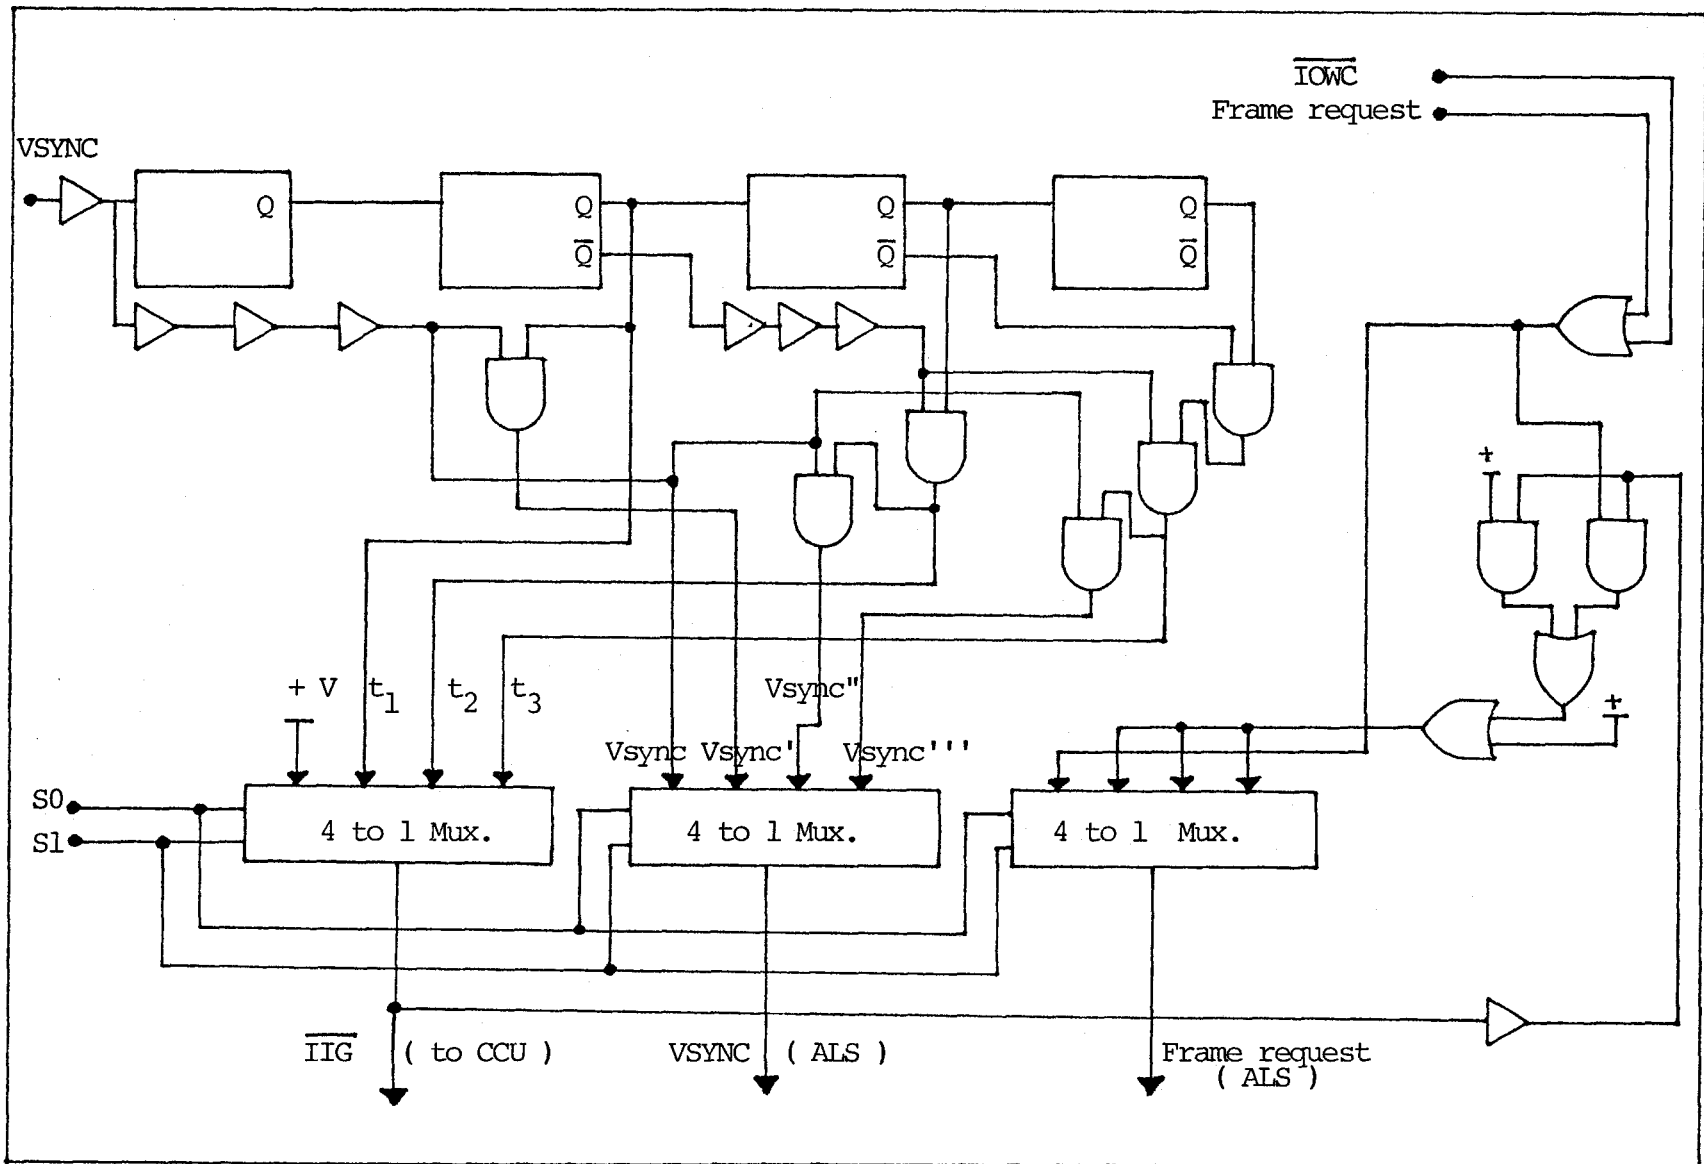 IOWC
Frame request
VSYNC
Q
Q
Q
Q
Q
Q
Q
+
+ V
t1
t2
t3
Vsync"
+
Vsync
Vsync'
Vsync'''
S0
S1
4 to 1 Mux.
4 to 1 Mux.
4 to 1 Mux.
IIG ( to CCU )
VSYNC ( ALS )
Frame request
( ALS )